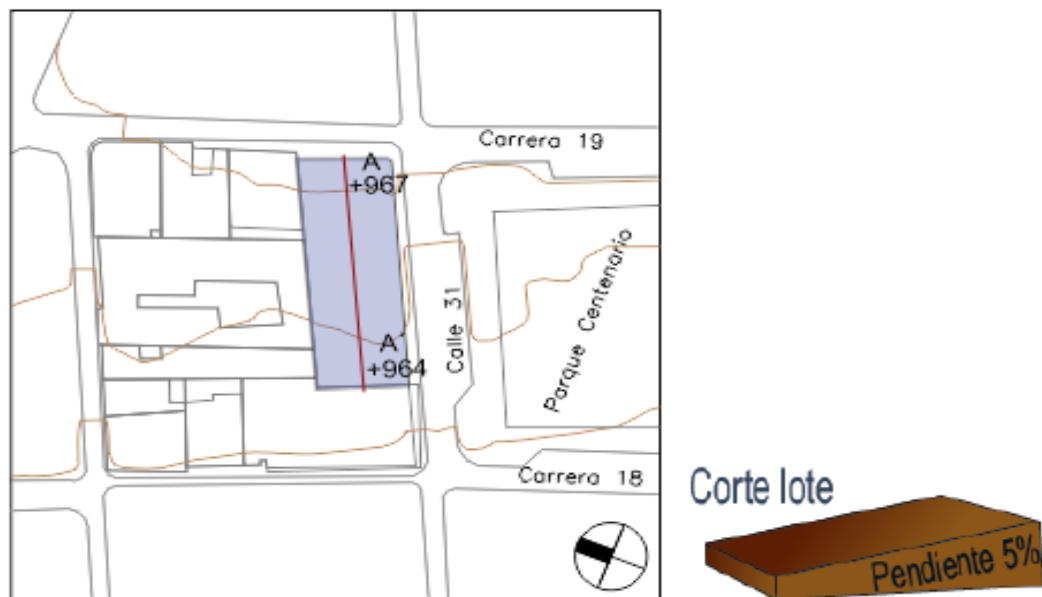 Carrera 19
A
+967
Parque Centenario
Calle 31
A
+964
Carrera 18
Corte lote
Pendiente 5%